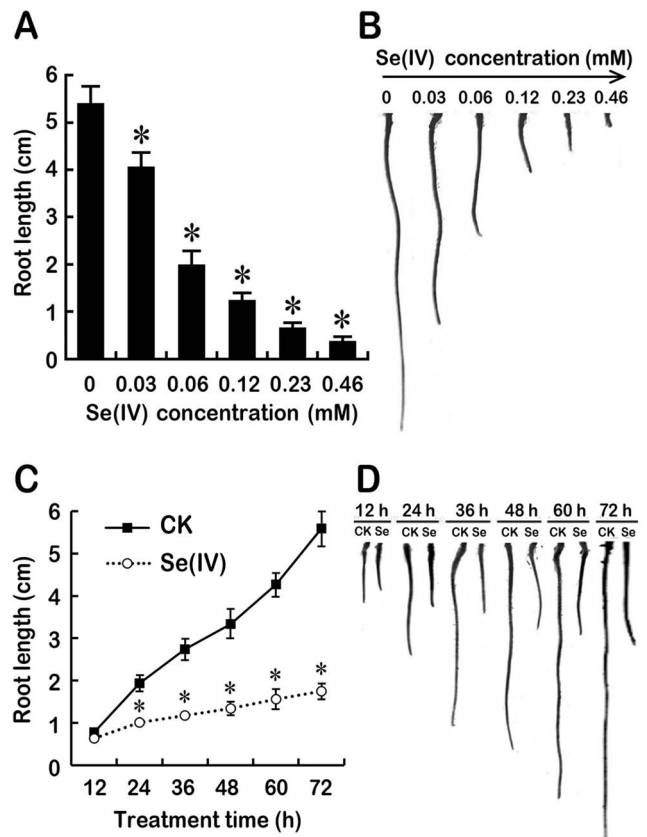 A
6
5
4
3
2
1
0
Root length (cm)
*
*
*
*
*
0 0.03 0.06 0.12 0.23 0.46
Se(IV) concentration (mM)
B
Se(IV) concentration (mM)
0 0.03 0.06 0.12 0.23 0.46
C
6
5
4
3
2
1
0
Root length (cm)
CK
Se(IV)
* * * * *
12 24 36 48 60 72
Treatment time (h)
D
12 h 24 h 36 h 48 h 60 h 72 h
CK Se CK Se CK Se CK Se CK Se CK Se